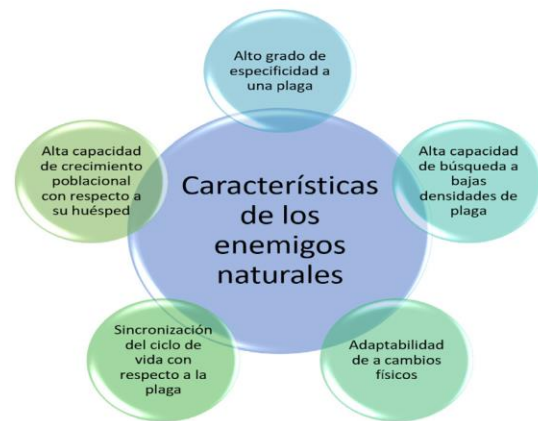 Alto grado de
especificidad a
una plaga
Alta capacidad
de crecimiento
poblacional
con respecto a
su huésped
Características
de los
enemigos
naturales
Alta capacidad
de búsqueda a
bajas
densidades de
plaga
Sincronización
del ciclo de
vida con
respecto a la
plaga
Adaptabilidad
de a cambios
físicos